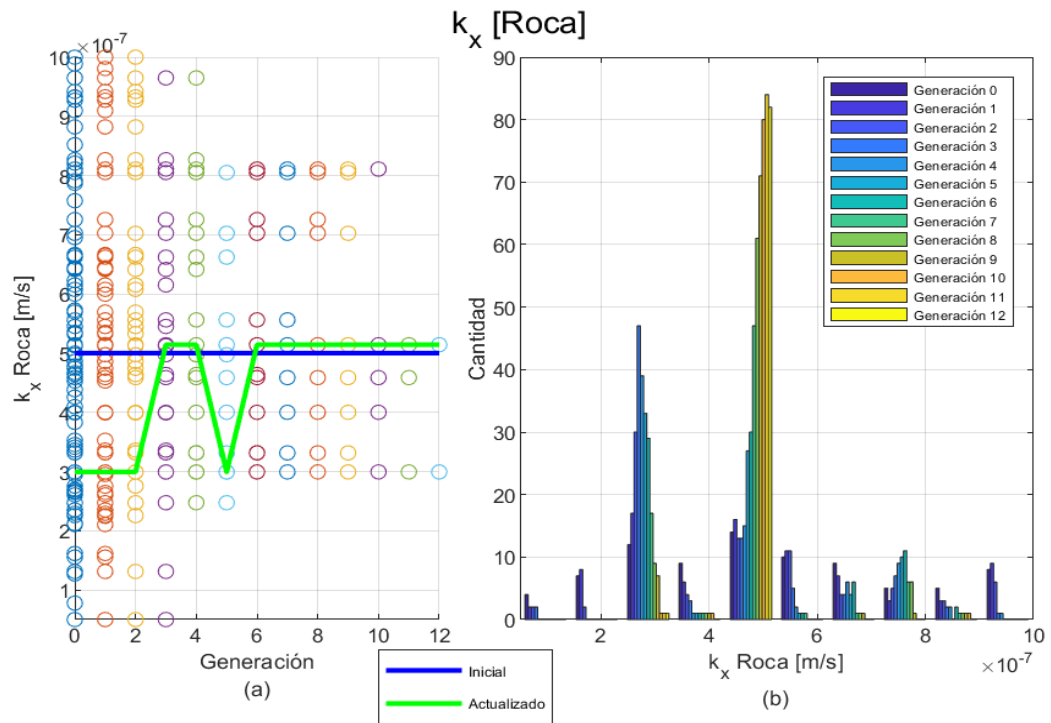 k_x [Roca]
×10^-7
10
9
8
7
6
5
4
3
2
1
k_x Roca [m/s]
0 2 4 6 8 10 12
Generación
(a)
90
80
70
60
50
40
30
20
10
0
Cantidad
2 4 6 8 10
×10^-7
k_x Roca [m/s]
(b)
Generación 0
Generación 1
Generación 2
Generación 3
Generación 4
Generación 5
Generación 6
Generación 7
Generación 8
Generación 9
Generación 10
Generación 11
Generación 12
Inicial
Actualizado